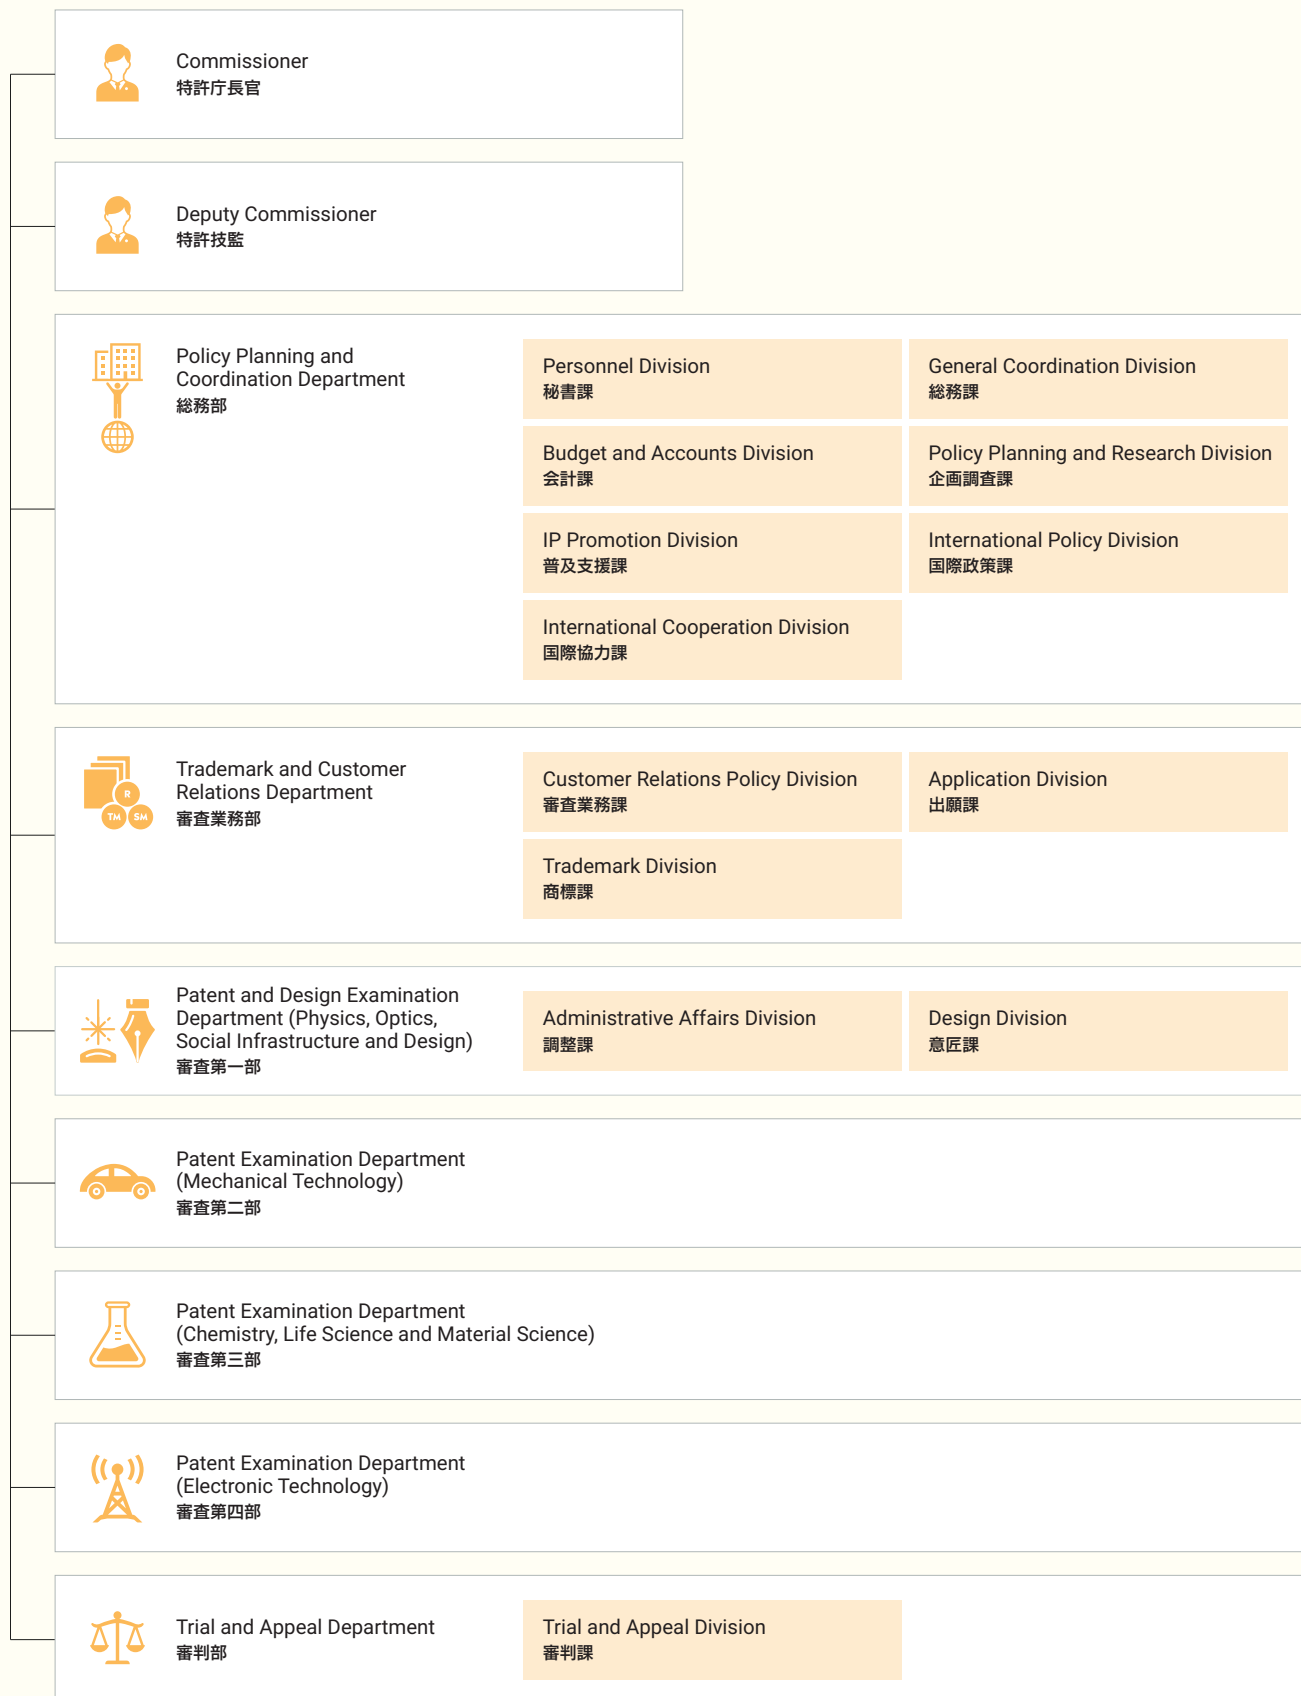 Commissioner
特許庁長官
Deputy Commissioner
特許技監
Policy Planning and
Coordination Department
総務部
Personnel Division
秘書課
General Coordination Division
総務課
Budget and Accounts Division
会計課
Policy Planning and Research Division
企画調査課
IP Promotion Division
普及支援課
International Policy Division
国際政策課
International Cooperation Division
国際協力課
R
TM
SM
Trademark and Customer
Relations Department
審査業務部
Customer Relations Policy Division
審査業務課
Application Division
出願課
Trademark Division
商標課
Patent and Design Examination
Department (Physics, Optics,
Social Infrastructure and Design)
審査第一部
Administrative Affairs Division
調整課
Design Division
意匠課
Patent Examination Department
(Mechanical Technology)
審査第二部
Patent Examination Department
(Chemistry, Life Science and Material Science)
審査第三部
Patent Examination Department
(Electronic Technology)
審査第四部
Trial and Appeal Department
審判部
Trial and Appeal Division
審判課